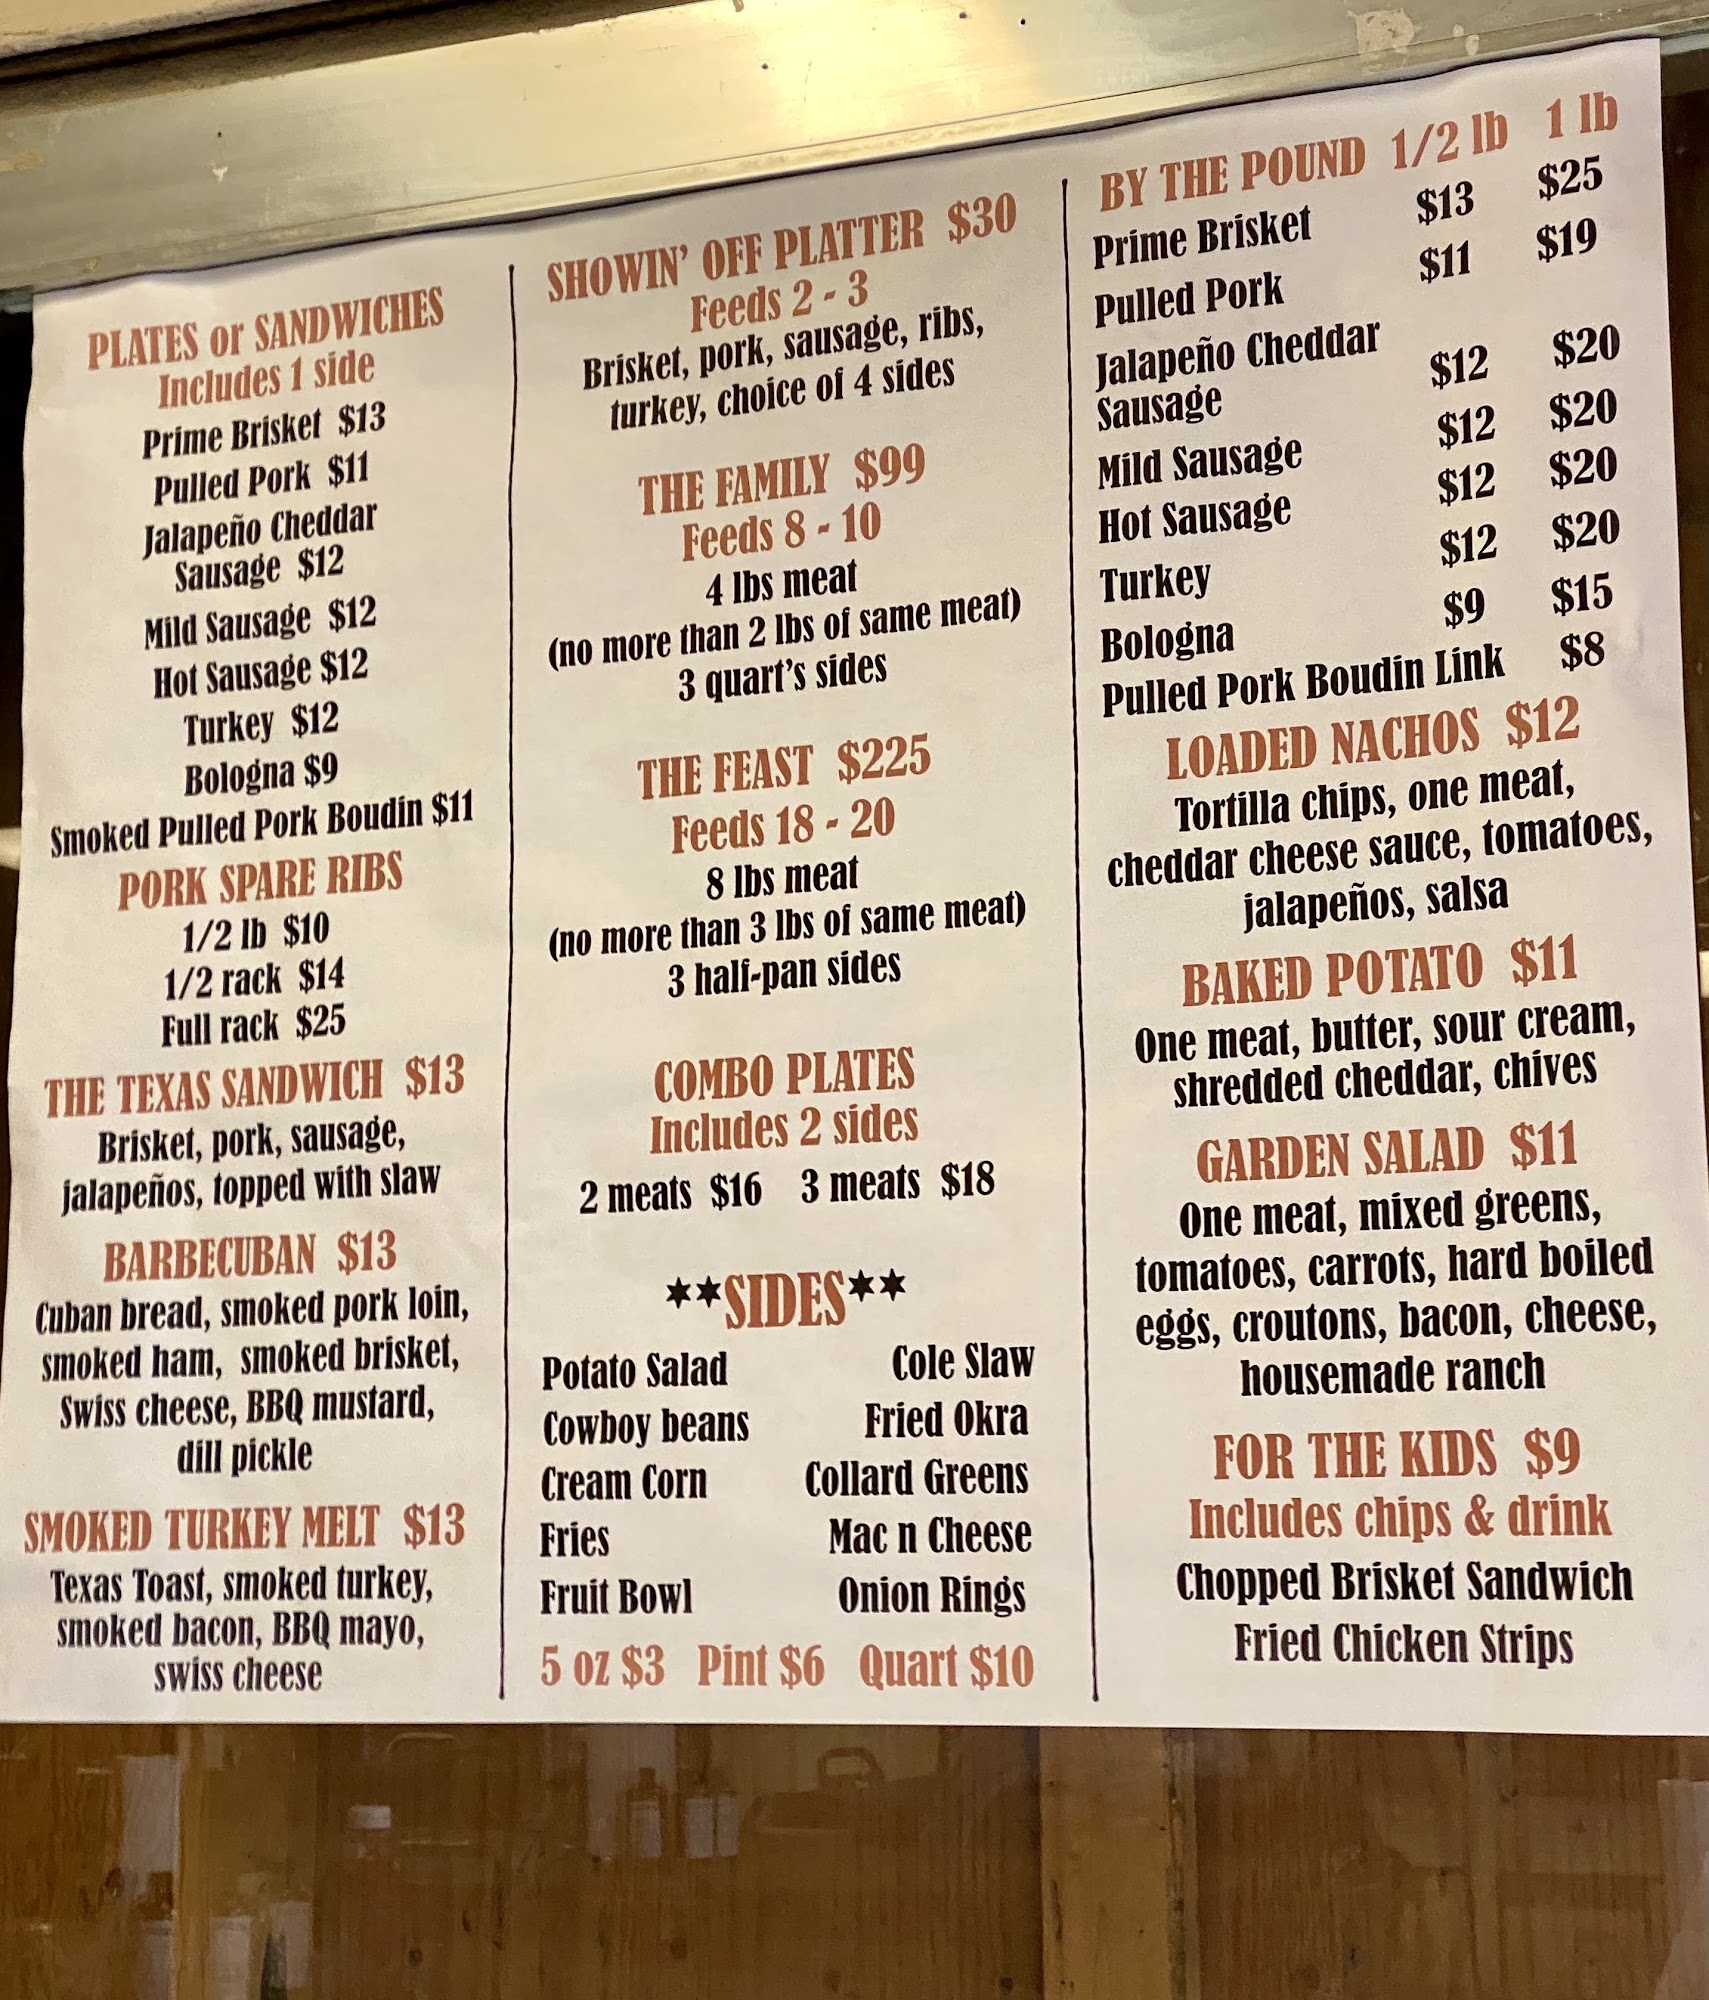 PLATES or SANDWICHES
Includes 1 side
Prime Brisket $13
Pulled Pork $11
Jalapeño Cheddar
Sausage $12
Mild Sausage $12
Hot Sausage $12
Turkey $12
Bologna $9
Smoked Pulled Pork Boudin $11
PORK SPARE RIBS
1/2 lb $10
1/2 rack $14
Full rack $25
THE TEXAS SANDWICH $13
Brisket, pork, sausage,
jalapeños, topped with slaw
BARBECUBAN $13
Cuban bread, smoked pork loin,
smoked ham, smoked brisket,
Swiss cheese, BBQ mustard,
dill pickle
SMOKED TURKEY MELT $13
Texas Toast, smoked turkey,
smoked bacon, BBQ mayo,
swiss cheese
SHOWIN' OFF PLATTER $30
Feeds 2 - 3
Brisket, pork, sausage, ribs,
turkey, choice of 4 sides
THE FAMILY $99
Feeds 8 - 10
4 lbs meat
(no more than 2 lbs of same meat)
3 quart's sides
THE FEAST $225
Feeds 18 - 20
8 lbs meat
(no more than 3 lbs of same meat)
3 half-pan sides
COMBO PLATES
Includes 2 sides
2 meats $16 3 meats $18
**SIDES**
Potato Salad Cole Slaw
Cowboy beans Fried Okra
Cream Corn Collard Greens
Fries Mac n Cheese
Fruit Bowl Onion Rings
5 oz $3 Pint $6 Quart $10
BY THE POUND 1/2 lb 1 lb
Prime Brisket $13 $25
Pulled Pork $11 $19
Jalapeño Cheddar
Sausage $12 $20
Mild Sausage $12 $20
Hot Sausage $12 $20
Turkey $12 $20
Bologna $9 $15
Pulled Pork Boudin Link $8
LOADED NACHOS $12
Tortilla chips, one meat,
cheddar cheese sauce, tomatoes,
jalapeños, salsa
BAKED POTATO $11
One meat, butter, sour cream,
shredded cheddar, chives
GARDEN SALAD $11
One meat, mixed greens,
tomatoes, carrots, hard boiled
eggs, croutons, bacon, cheese,
housemade ranch
FOR THE KIDS $9
Includes chips & drink
Chopped Brisket Sandwich
Fried Chicken Strips